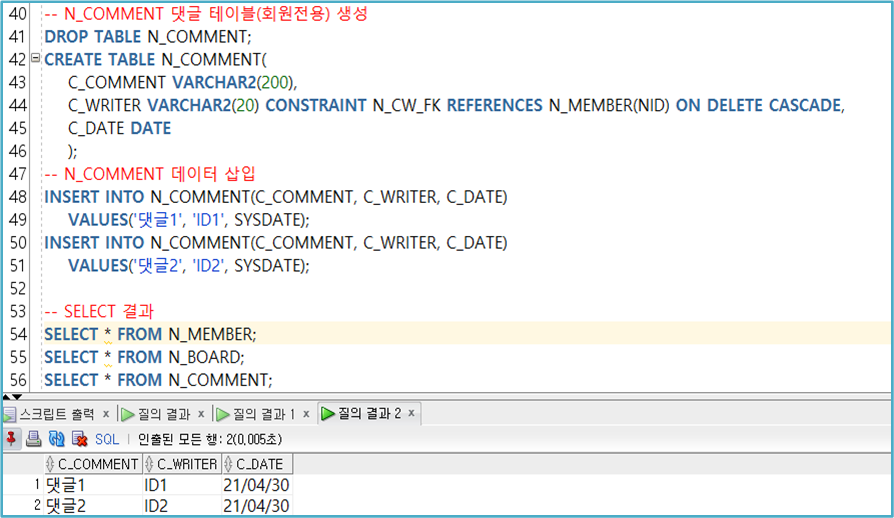 40 -- N_COMMENT 댓글 테이블(회원전용) 생성
41 DROP TABLE N_COMMENT;
42 CREATE TABLE N_COMMENT(
43 C_COMMENT VARCHAR2(200),
44 C_WRITER VARCHAR2(20) CONSTRAINT N_CW_FK REFERENCES N_MEMBER(NID) ON DELETE CASCADE,
45 C_DATE DATE
46 );
47 -- N_COMMENT 데이터 삽입
48 INSERT INTO N_COMMENT(C_COMMENT, C_WRITER, C_DATE)
49 VALUES('댓글1', 'ID1', SYSDATE);
50 INSERT INTO N_COMMENT(C_COMMENT, C_WRITER, C_DATE)
51 VALUES('댓글2', 'ID2', SYSDATE);
52
53 -- SELECT 결과
54 SELECT * FROM N_MEMBER;
55 SELECT * FROM N_BOARD;
56 SELECT * FROM N_COMMENT;
스크립트 출력 x 질의 결과 x 질의 결과 1 x 질의 결과 2 x
SQL | 인출된 모든 행: 2(0,005초)
C_COMMENT C_WRITER C_DATE
1 댓글1 ID1 21/04/30
2 댓글2 ID2 21/04/30